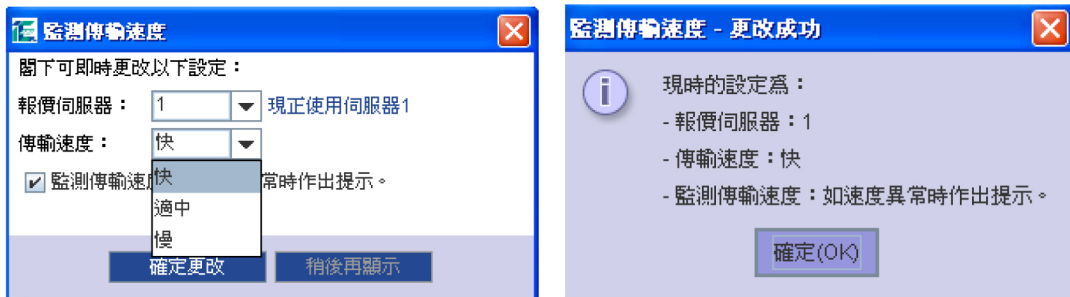 監測傳輸速度
閣下可即時更改以下設定：
報價伺服器： 1 現正使用伺服器1
傳輸速度： 快
快
監測傳輸速 常時作出提示。
適中
慢
確定更改 稍後再顯示
監測傳輸速度 - 更改成功
現時的設定爲：
- 報價伺服器：1
- 傳輸速度：快
- 監測傳輸速度：如速度異常時作出提示。
確定(OK)